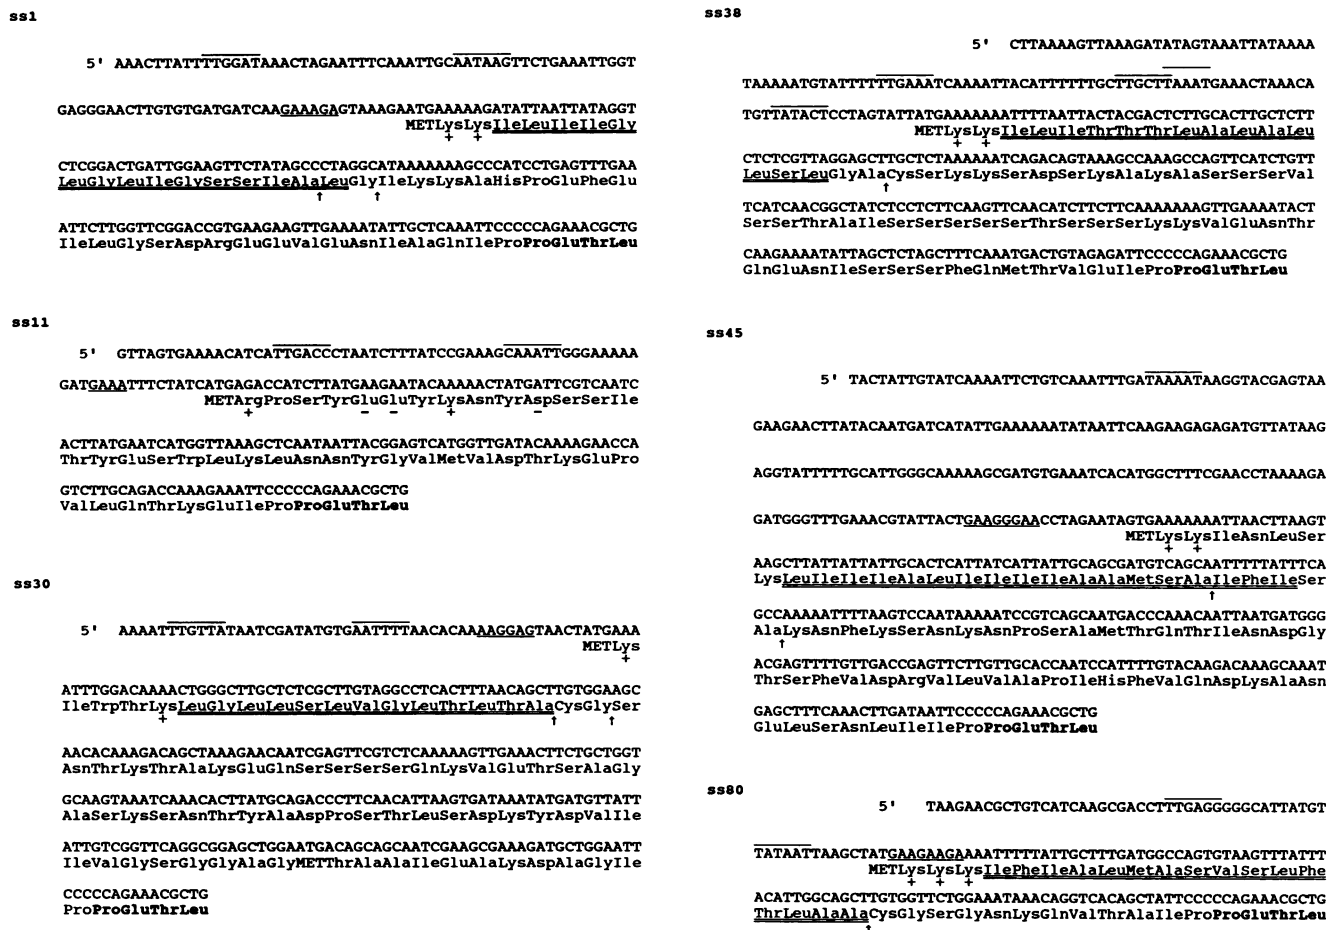 ss1
5' AAACTTATTTTGGATAAACTAGAATTTCAAATTGCAATAAGTTCTGAAATTGGT
GAGGGAACTTGTGTGATGATCAAGAAAGAGTAAAGAATGAAAAAGATATTAATTATAGGT
METLysLysIleLeuIleIleGly
+ +
CTCGGACTGATTGGAAGTTCTATAGCCCTAGGCATAAAAAAAGCCCATCCTGAGTTTGAA
LeuGlyLeuIleGlySerSerIleAlaLeuGlyIleLysLysAlaHisProGluPheGlu
↑ ↑
ATTCTTGGTTCGGACCGTGAAGAAGTTGAAAATATTGCTCAAATTCCCCCAGAAACGCTG
IleLeuGlySerAspArgGluGluValGluAsnIleAlaGlnIleProProGluThrLeu
ss11
5' GTTAGTGAAAACATCATTGACCCTAATCTTTATCCGAAAGCAAATTGGGAAAAA
GATGAAATTTCTATCATGAGACCATCTTATGAAGAATACAAAAACTATGATTCGTCAATC
METArgProSerTyrGluGluTyrLysAsnTyrAspSerSerIle
+ - - + -
ACTTATGAATCATGGTTAAAGCTCAATAATTACGGAGTCATGGTTGATACAAAAGAACCA
ThrTyrGluSerTrpLeuLysLeuAsnAsnTyrGlyValMetValAspThrLysGluPro
GTCTTGCAGACCAAAGAAATTCCCCCAGAAACGCTG
ValLeuGlnThrLysGluIleProProGluThrLeu
ss30
5' AAAATTTGTTATAATCGATATGTGAATTTTAACACAAAAGGAGTAACTATGAAA
METLys
+
ATTTGGACAAAACTGGGCTTGCTCTCGCTTGTAGGCCTCACTTTAACAGCTTGTGGAAGC
IleTrpThrLysLeuGlyLeuLeuSerLeuValGlyLeuThrLeuThrAlaCysGlySer
+ ↑ ↑
AACACAAAGACAGCTAAAGAACAATCGAGTTCGTCTCAAAAAGTTGAAACTTCTGCTGGT
AsnThrLysThrAlaLysGluGlnSerSerSerSerGlnLysValGluThrSerAlaGly
GCAAGTAAATCAAACACTTATGCAGACCCTTCAACATTAAGTGATAAATATGATGTTATT
AlaSerLysSerAsnThrTyrAlaAspProSerThrLeuSerAspLysTyrAspValIle
ATTGTCGGTTCAGGCGGAGCTGGAATGACAGCAGCAATCGAAGCGAAAGATGCTGGAATT
IleValGlySerGlyGlyAlaGlyMETThrAlaAlaIleGluAlaLysAspAlaGlyIle
CCCCCAGAAACGCTG
ProProGluThrLeu
ss38
5' CTTAAAAGTTAAAGATATAGTAAATTATAAAA
TAAAAATGTATTTTTTTGAAATCAAAATTACATTTTTTGCTTGCTTAAATGAAACTAAACA
TGTTATACTCCTAGTATTATGAAAAAAATTTTAATTACTACGACTCTTGCACTTGCTCTT
METLysLysIleLeuIleThrThrThrLeuAlaLeuAlaLeu
+ +
CTCTCGTTAGGAGCTTGCTCTAAAAAATCAGACAGTAAAGCCAAAGCCAGTTCATCTGTT
LeuSerLeuGlyAlaCysSerLysLysSerAspSerLysAlaLysAlaSerSerSerVal
↑
TCATCAACGGCTATCTCCTCTTCAAGTTCAACATCTTCTTCAAAAAAAGTTGAAAATACT
SerSerThrAlaIleSerSerSerSerSerThrSerSerSerLysLysValGluAsnThr
CAAGAAAATATTAGCTCTAGCTTTCAAATGACTGTAGAGATTCCCCCAGAAACGCTG
GlnGluAsnIleSerSerSerPheGlnMetThrValGluIleProProGluThrLeu
ss45
5' TACTATTGTATCAAAATTCTGTCAAATTTGATAAAATAAGGTACGAGTAA
GAAGAACTTATACAATGATCATATTGAAAAAATATAATTCAAGAAGAGAGATGTTATAAG
AGGTATTTTTGCATTGGGCAAAAAGCGATGTGAAATCACATGGCTTTCGAACCTAAAAGA
GATGGGTTTGAAACGTATTACTGAAGGGAACCTAGAATAGTGAAAAAAATTAACTTAAGT
METLysLysIleAsnLeuSer
+ +
AAGCTTATTATTATTGCACTCATTATCATTATTGCAGCGATGTCAGCAATTTTTATTTCA
LysLeuIleIleIleAlaLeuIleIleIleIleAlaAlaMetSerAlaIlePheIleSer
↑
GCCAAAAATTTTAAGTCCAATAAAAATCCGTCAGCAATGACCCAAACAATTAATGATGGG
AlaLysAsnPheLysSerAsnLysAsnProSerAlaMetThrGlnThrIleAsnAspGly
↑
ACGAGTTTTGTTGACCGAGTTCTTGTTGCACCAATCCATTTTGTACAAGACAAAGCAAAT
ThrSerPheValAspArgValLeuValAlaProIleHisPheValGlnAspLysAlaAsn
GAGCTTTCAAACTTGATAATTCCCCCAGAAACGCTG
GluLeuSerAsnLeuIleIleProProGluThrLeu
ss80
5' TAAGAACGCTGTCATCAAGCGACCTTTGAGGGGGCATTATGT
TATAATTAAGCTATGAAGAAGAAAATTTTTATTGCTTTGATGGCCAGTGTAAGTTTATTT
METLysLysLysIlePheIleAlaLeuMetAlaSerValSerLeuPhe
+ + +
ACATTGGCAGCTTGTGGTTCTGGAAATAAACAGGTCACAGCTATTCCCCCAGAAACGCTG
ThrLeuAlaAlaCysGlySerGlyAsnLysGlnValThrAlaIleProProGluThrLeu
↑